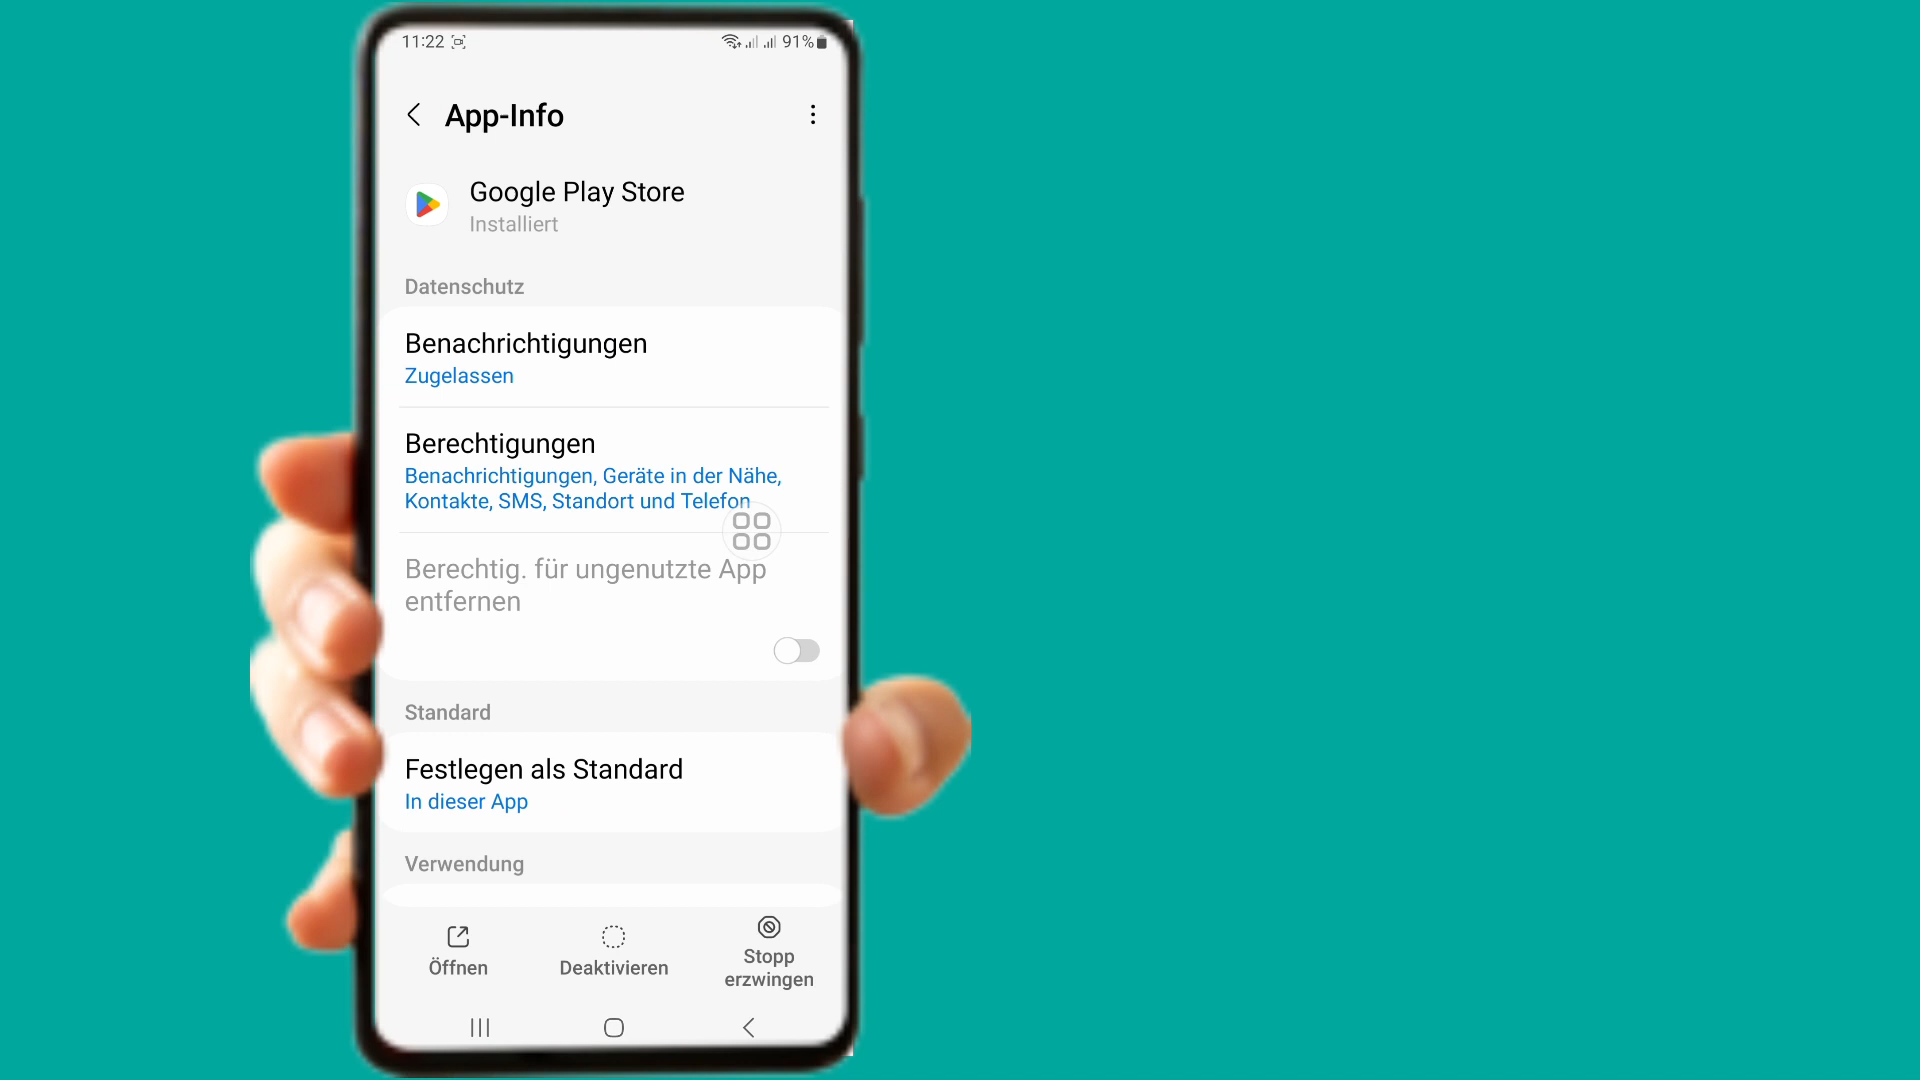 11:22
91%
App-Info
Google Play Store
Installiert
Datenschutz
Benachrichtigungen
Zugelassen
Berechtigungen
Benachrichtigungen, Geräte in der Nähe,
Kontakte, SMS, Standort und Telefon
Berechtig. für ungenutzte App
entfernen
Standard
Festlegen als Standard
In dieser App
Verwendung
Öffnen
Deaktivieren
Stopp
erzwingen